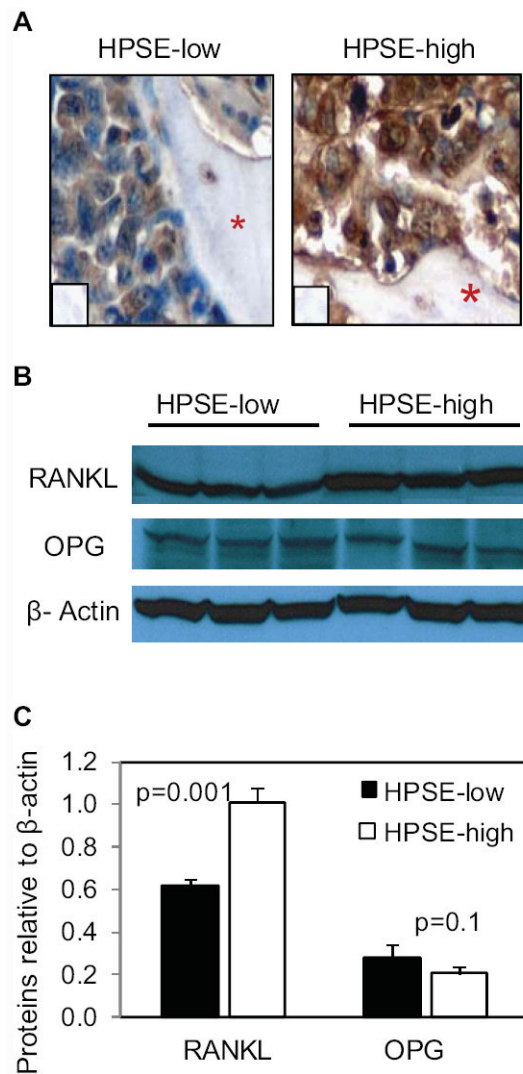 A
HPSE-low HPSE-high
*
*
B
HPSE-low HPSE-high
RANKL
OPG
β- Actin
C
Proteins relative to β-actin
1.2
1.0
0.8
0.6
0.4
0.2
0.0
p=0.001
HPSE-low
HPSE-high
p=0.1
RANKL OPG